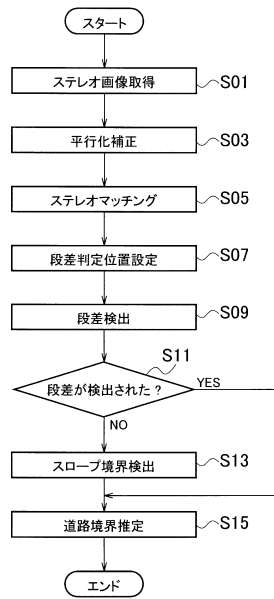 スタート
ステレオ画像取得 S01
平行化補正 S03
ステレオマッチング S05
段差判定位置設定 S07
段差検出 S09
S11
段差が検出された？ YES
NO
スロープ境界検出 S13
道路境界推定 S15
エンド